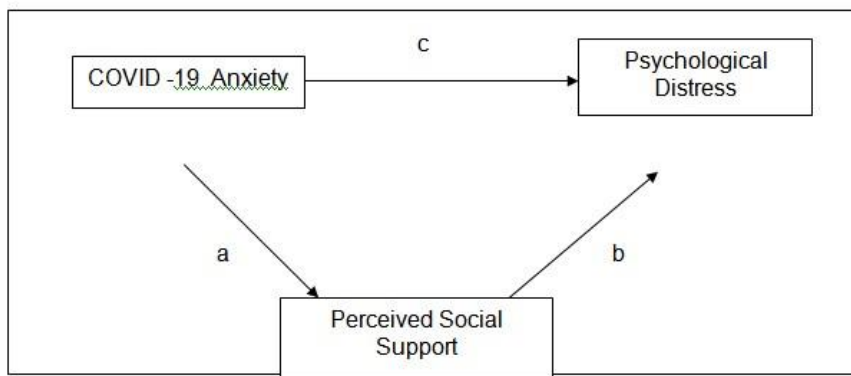 c
COVID -19 Anxiety
Psychological
Distress
a
b
Perceived Social
Support